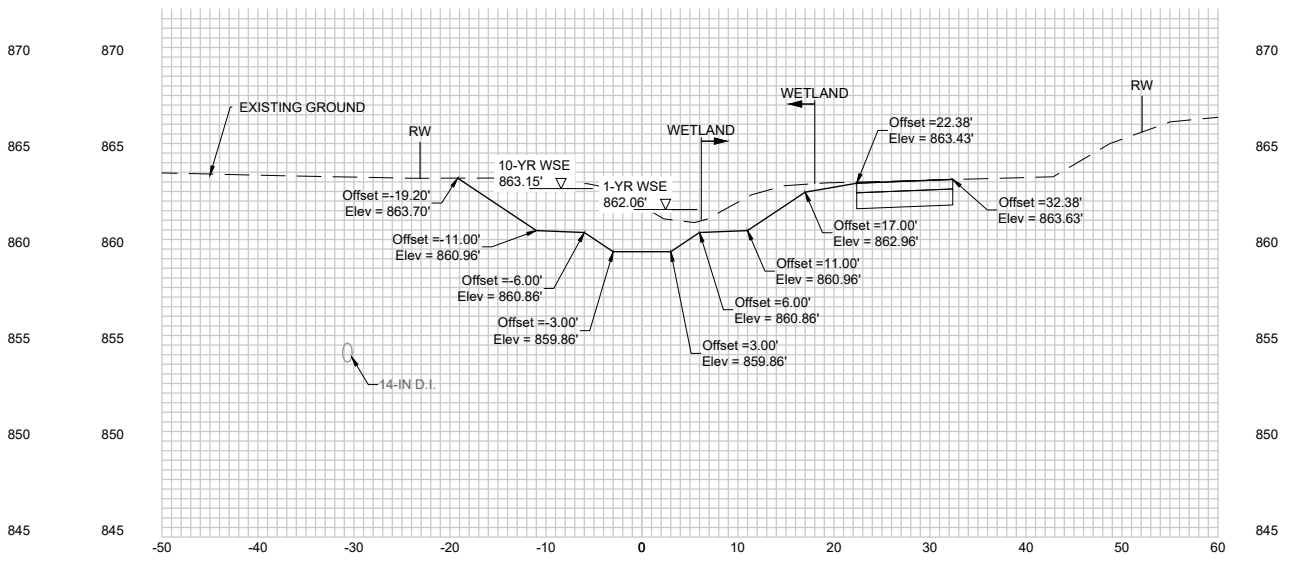 870 870 870
EXISTING GROUND
RW
WETLAND
WETLAND
RW
865 865 865
10-YR WSE
863.15'
1-YR WSE
862.06'
Offset =22.38'
Elev = 863.43'
Offset =-19.20'
Elev = 863.70'
Offset =32.38'
Elev = 863.63'
Offset =-11.00'
Elev = 860.96'
Offset =17.00'
Elev = 862.96'
860 860 860
Offset =-6.00'
Elev = 860.86'
Offset =11.00'
Elev = 860.96'
Offset =-3.00'
Elev = 859.86'
Offset =6.00'
Elev = 860.86'
Offset =3.00'
Elev = 859.86'
855 855 855
14-IN D.I.
850 850 850
845 845 845
-50 -40 -30 -20 -10 0 10 20 30 40 50 60